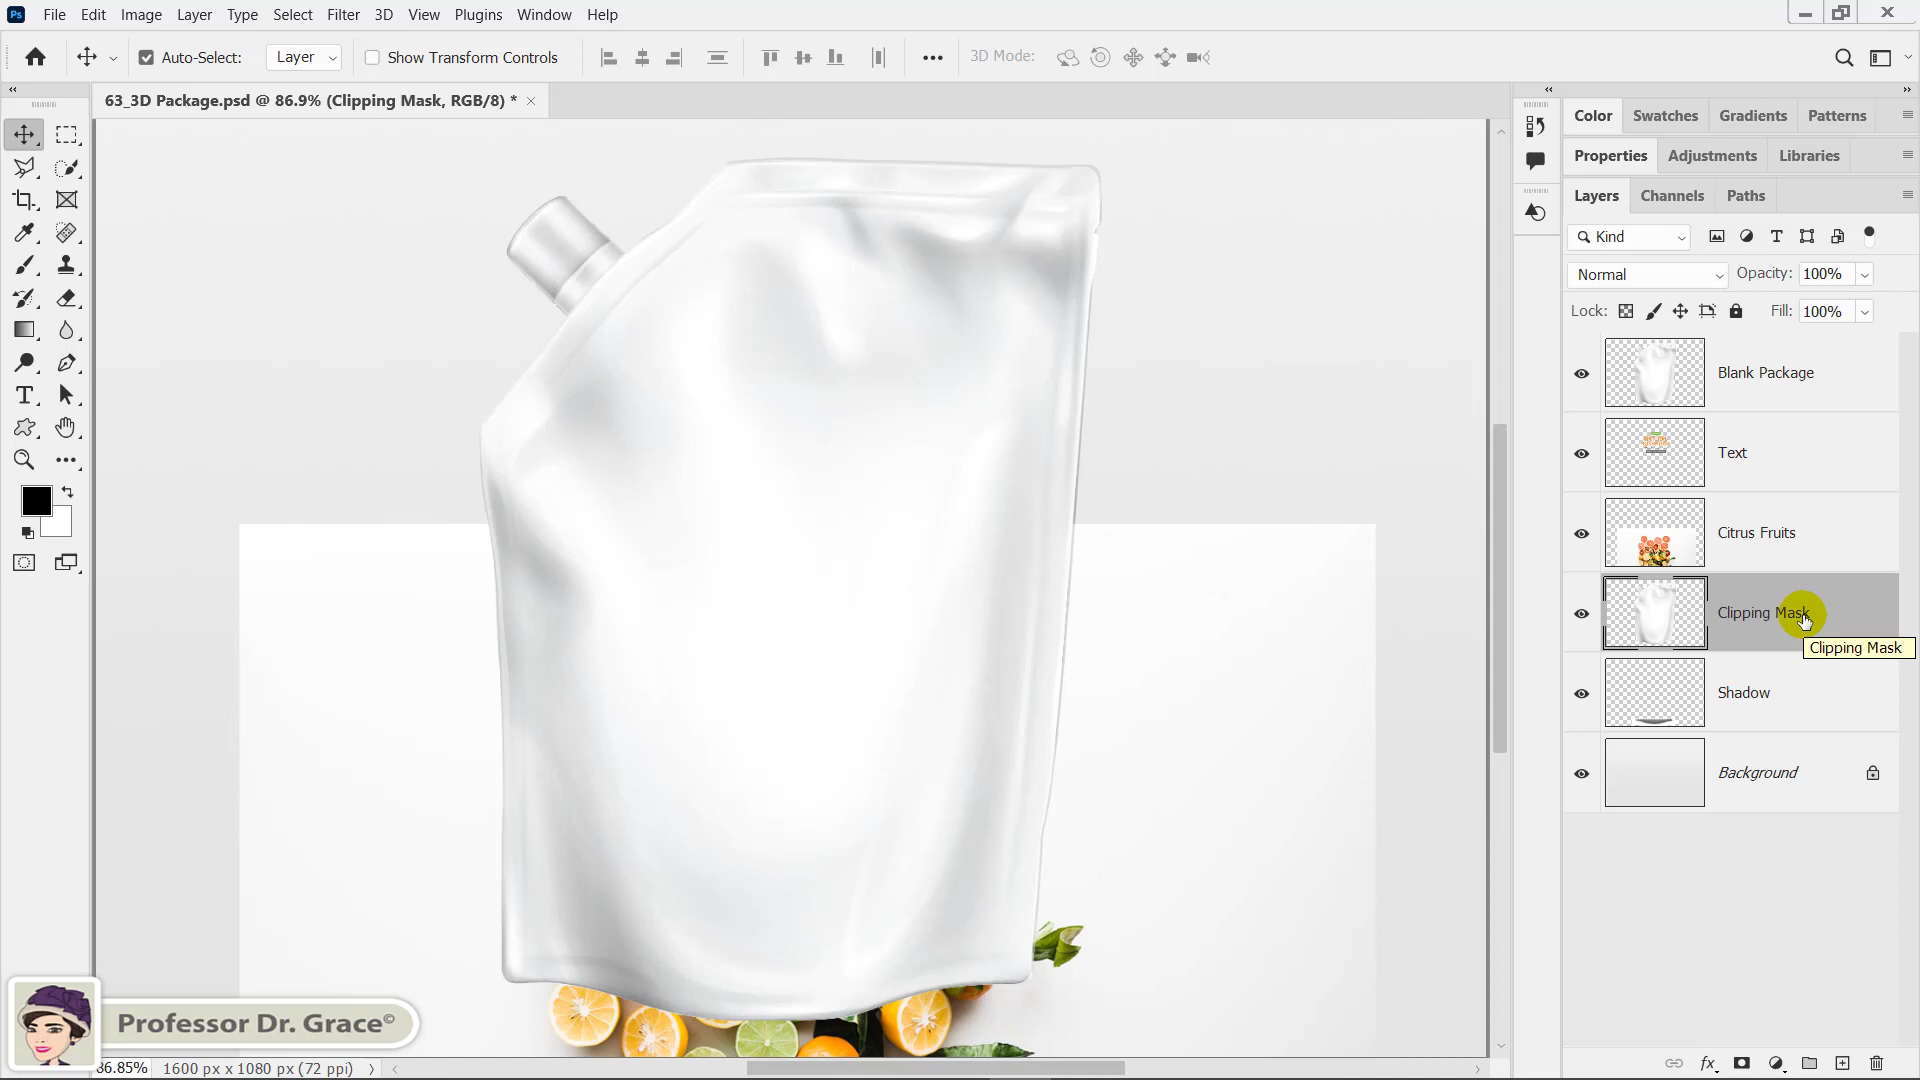 Ps File Edit Image Layer Type Select Filter 3D View Plugins Window Help
Auto-Select: Layer Show Transform Controls 3D Mode:
63_3D Package.psd @ 86.9% (Clipping Mask, RGB/8) *
Color Swatches Gradients Patterns
Properties Adjustments Libraries
Layers Channels Paths
Kind
Normal Opacity: 100%
Lock: Fill: 100%
Blank Package
Text
Citrus Fruits
Clipping Mask
Clipping Mask
Shadow
Background
Professor Dr. Grace©
86.85% 1600 px x 1080 px (72 ppi)
fx